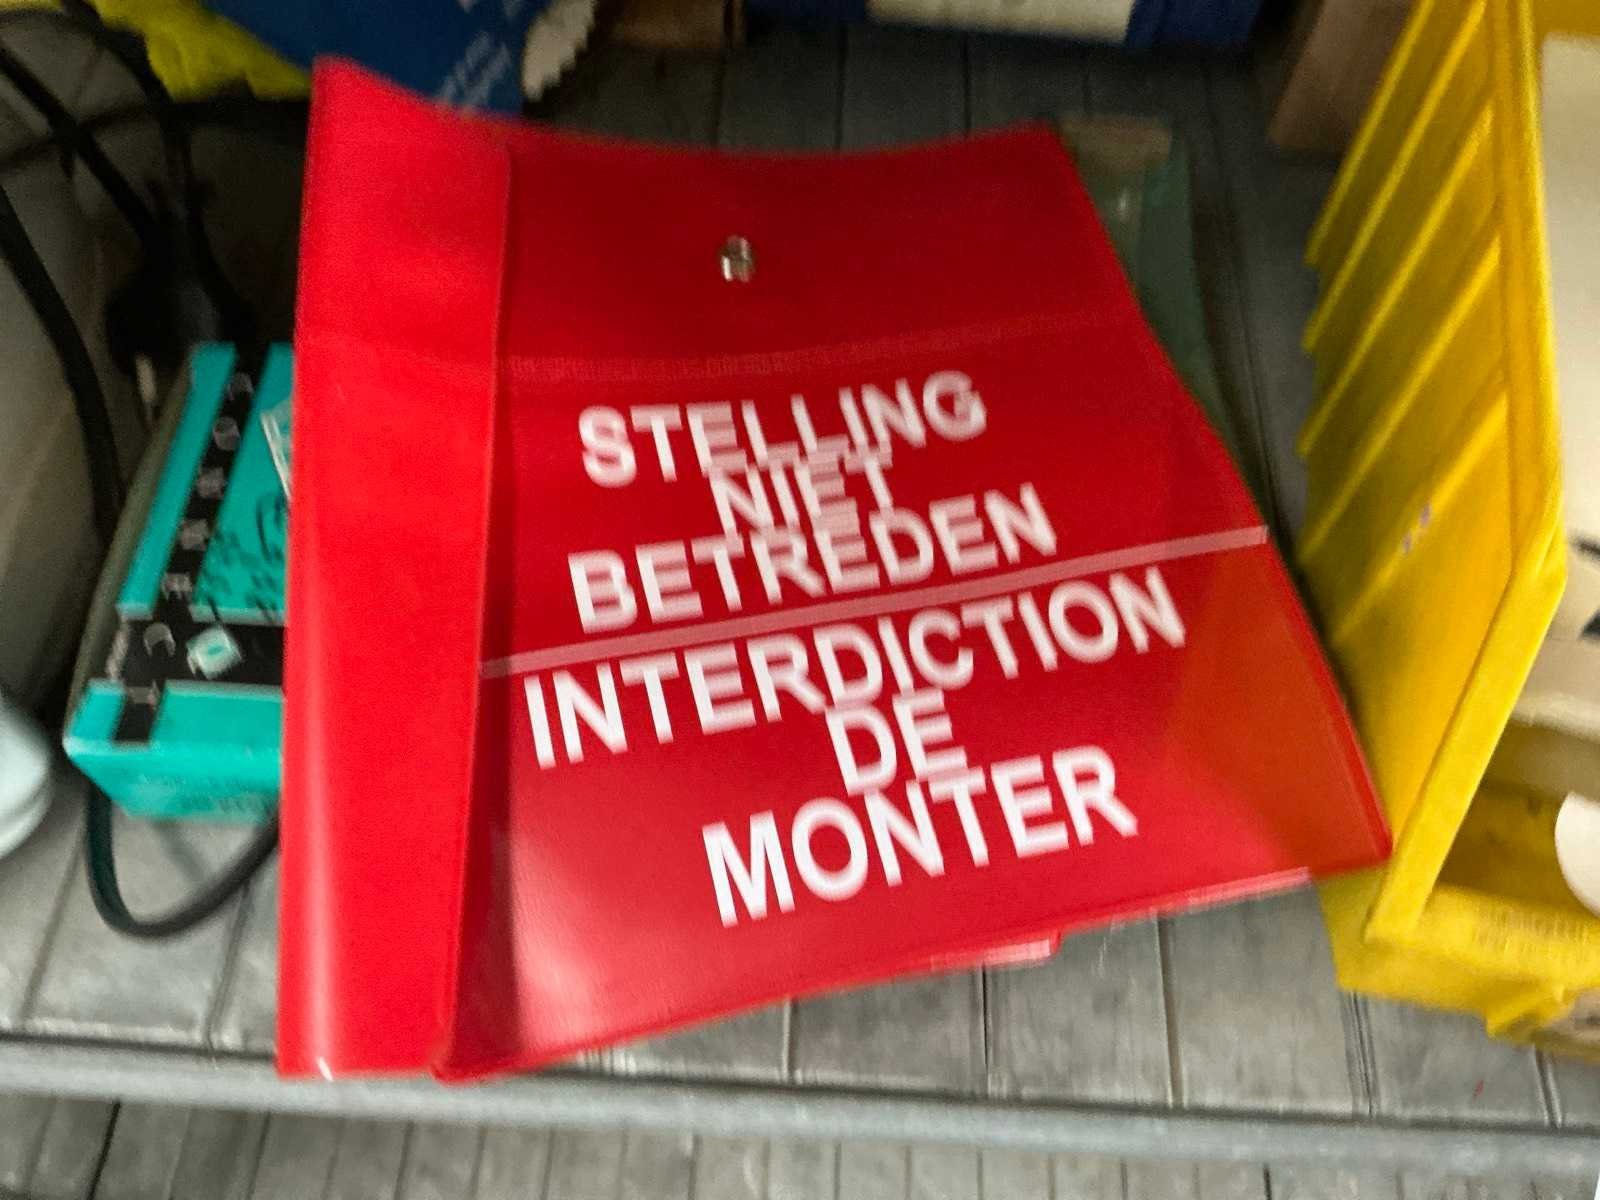 STELLING
NIET
BETREDEN
INTERDICTION
DE
MONTER